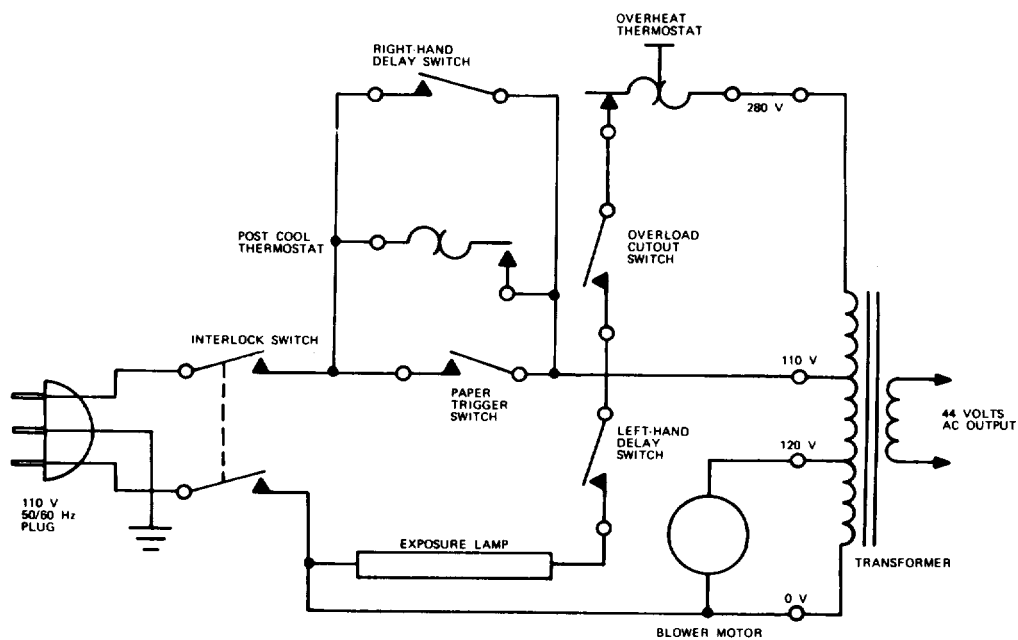 OVERHEAT
THERMOSTAT
RIGHT-HAND
DELAY SWITCH
280 V
POST COOL
THERMOSTAT
OVERLOAD
CUTOUT
SWITCH
INTERLOCK SWITCH
110 V
PAPER
TRIGGER
SWITCH
44 VOLTS
AC OUTPUT
LEFT-HAND
DELAY
SWITCH
120 V
110 V
50/60 Hz
PLUG
EXPOSURE LAMP
TRANSFORMER
0 V
BLOWER MOTOR